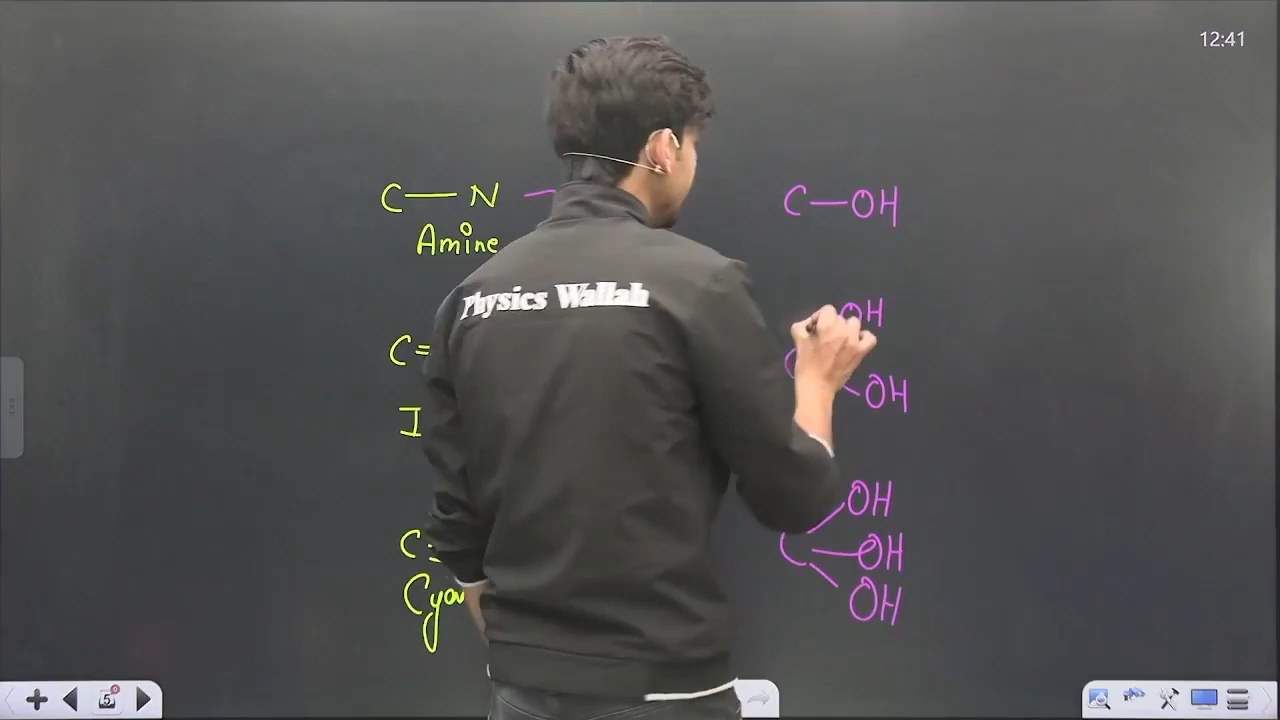 12:41
C — N —
C — OH
Amine
Physics Wallah
OH
C =
OH
I
OH
C
C — OH
OH
5